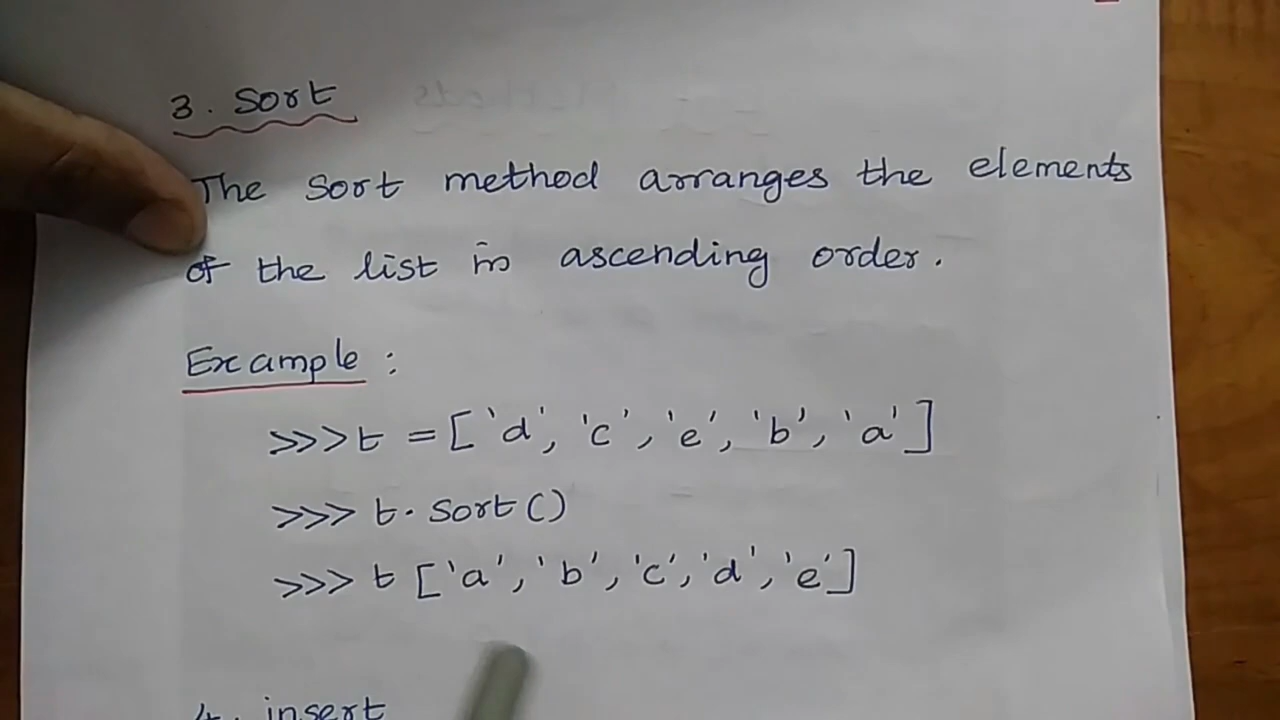 3. Sort
The sort method arranges the elements
of the list in ascending order.
Example :
>>>t = ['d', 'c', 'e', 'b', 'a']
>>> t. sort()
>>> t ['a', 'b', 'c', 'd', 'e']
4. insert